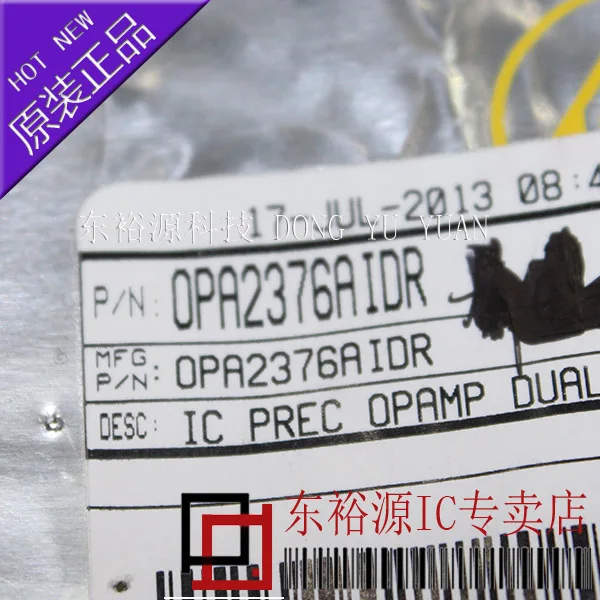 HOT NEW
原装正品
17-JUL-2013 08:4
东裕源科技 DONG YU YUAN
P/N: OPA2376AIDR
MFG P/N: OPA2376AIDR
DESC: IC PREC OPAMP DUAL
东裕源IC专卖店